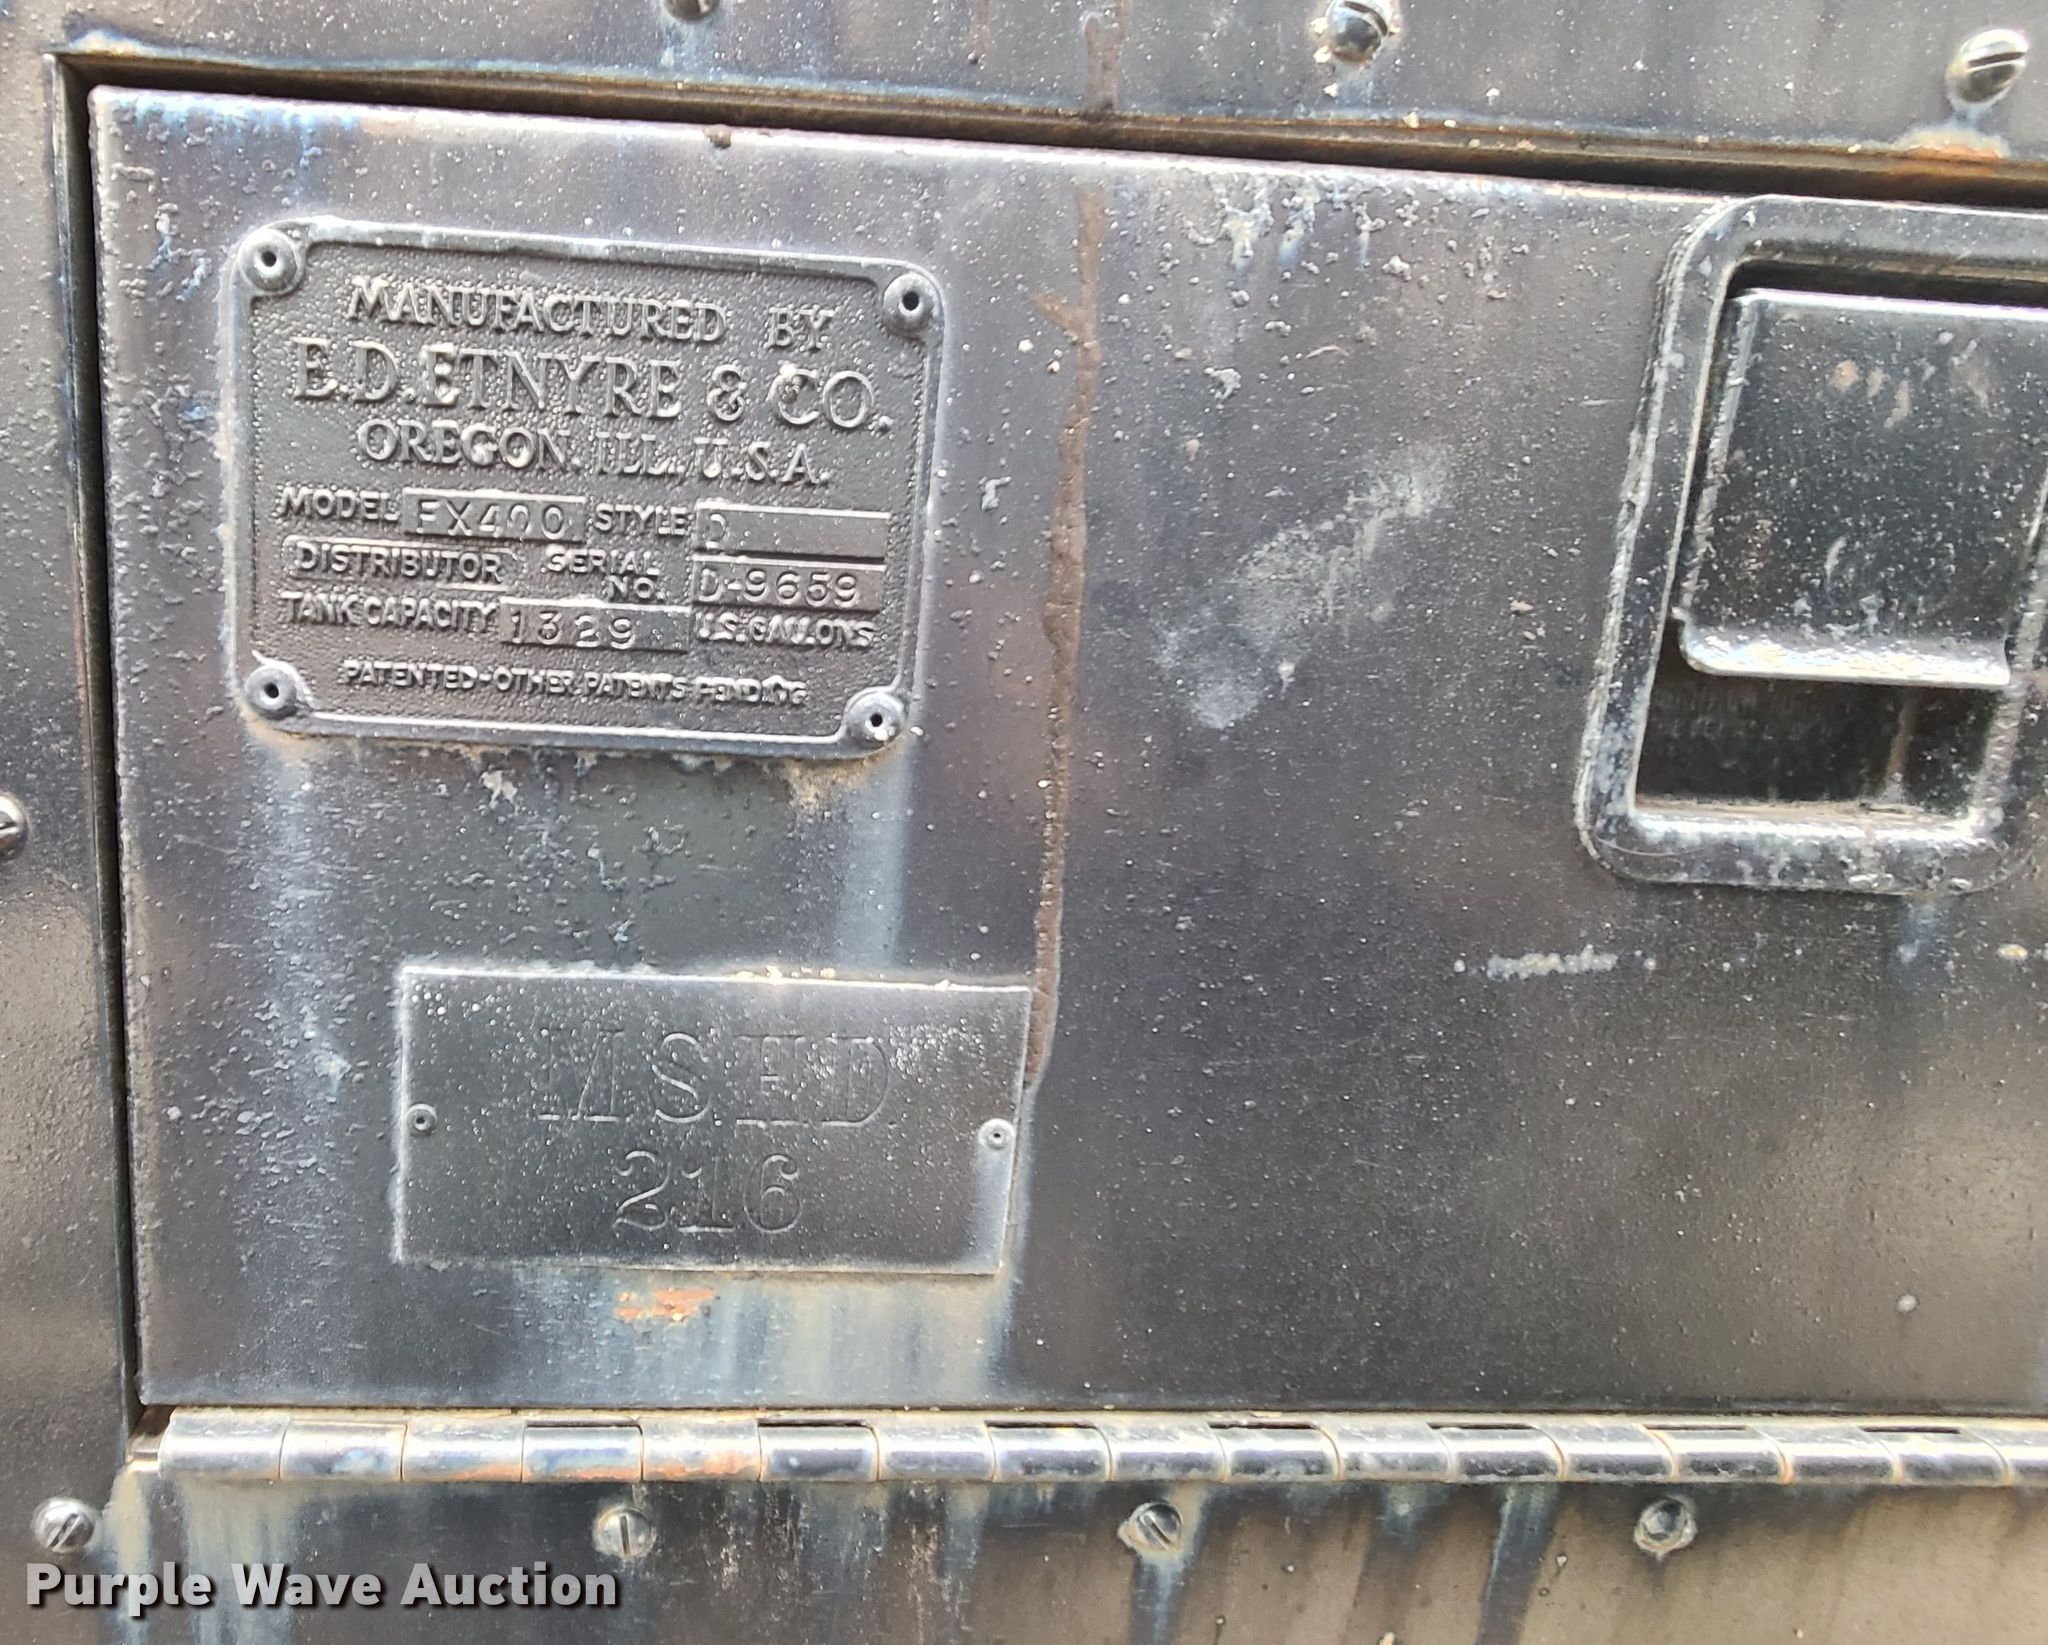 MANUFACTURED BY
E.D. ETNYRE & CO.
OREGON, ILL., U.S.A.
MODEL FX400 STYLE D
DISTRIBUTOR SERIAL NO. D-9659
TANK CAPACITY 1329 U.S. GALLONS
PATENTED-OTHER PATENTS PENDING
M.S.H.D.
216
Purple Wave Auction